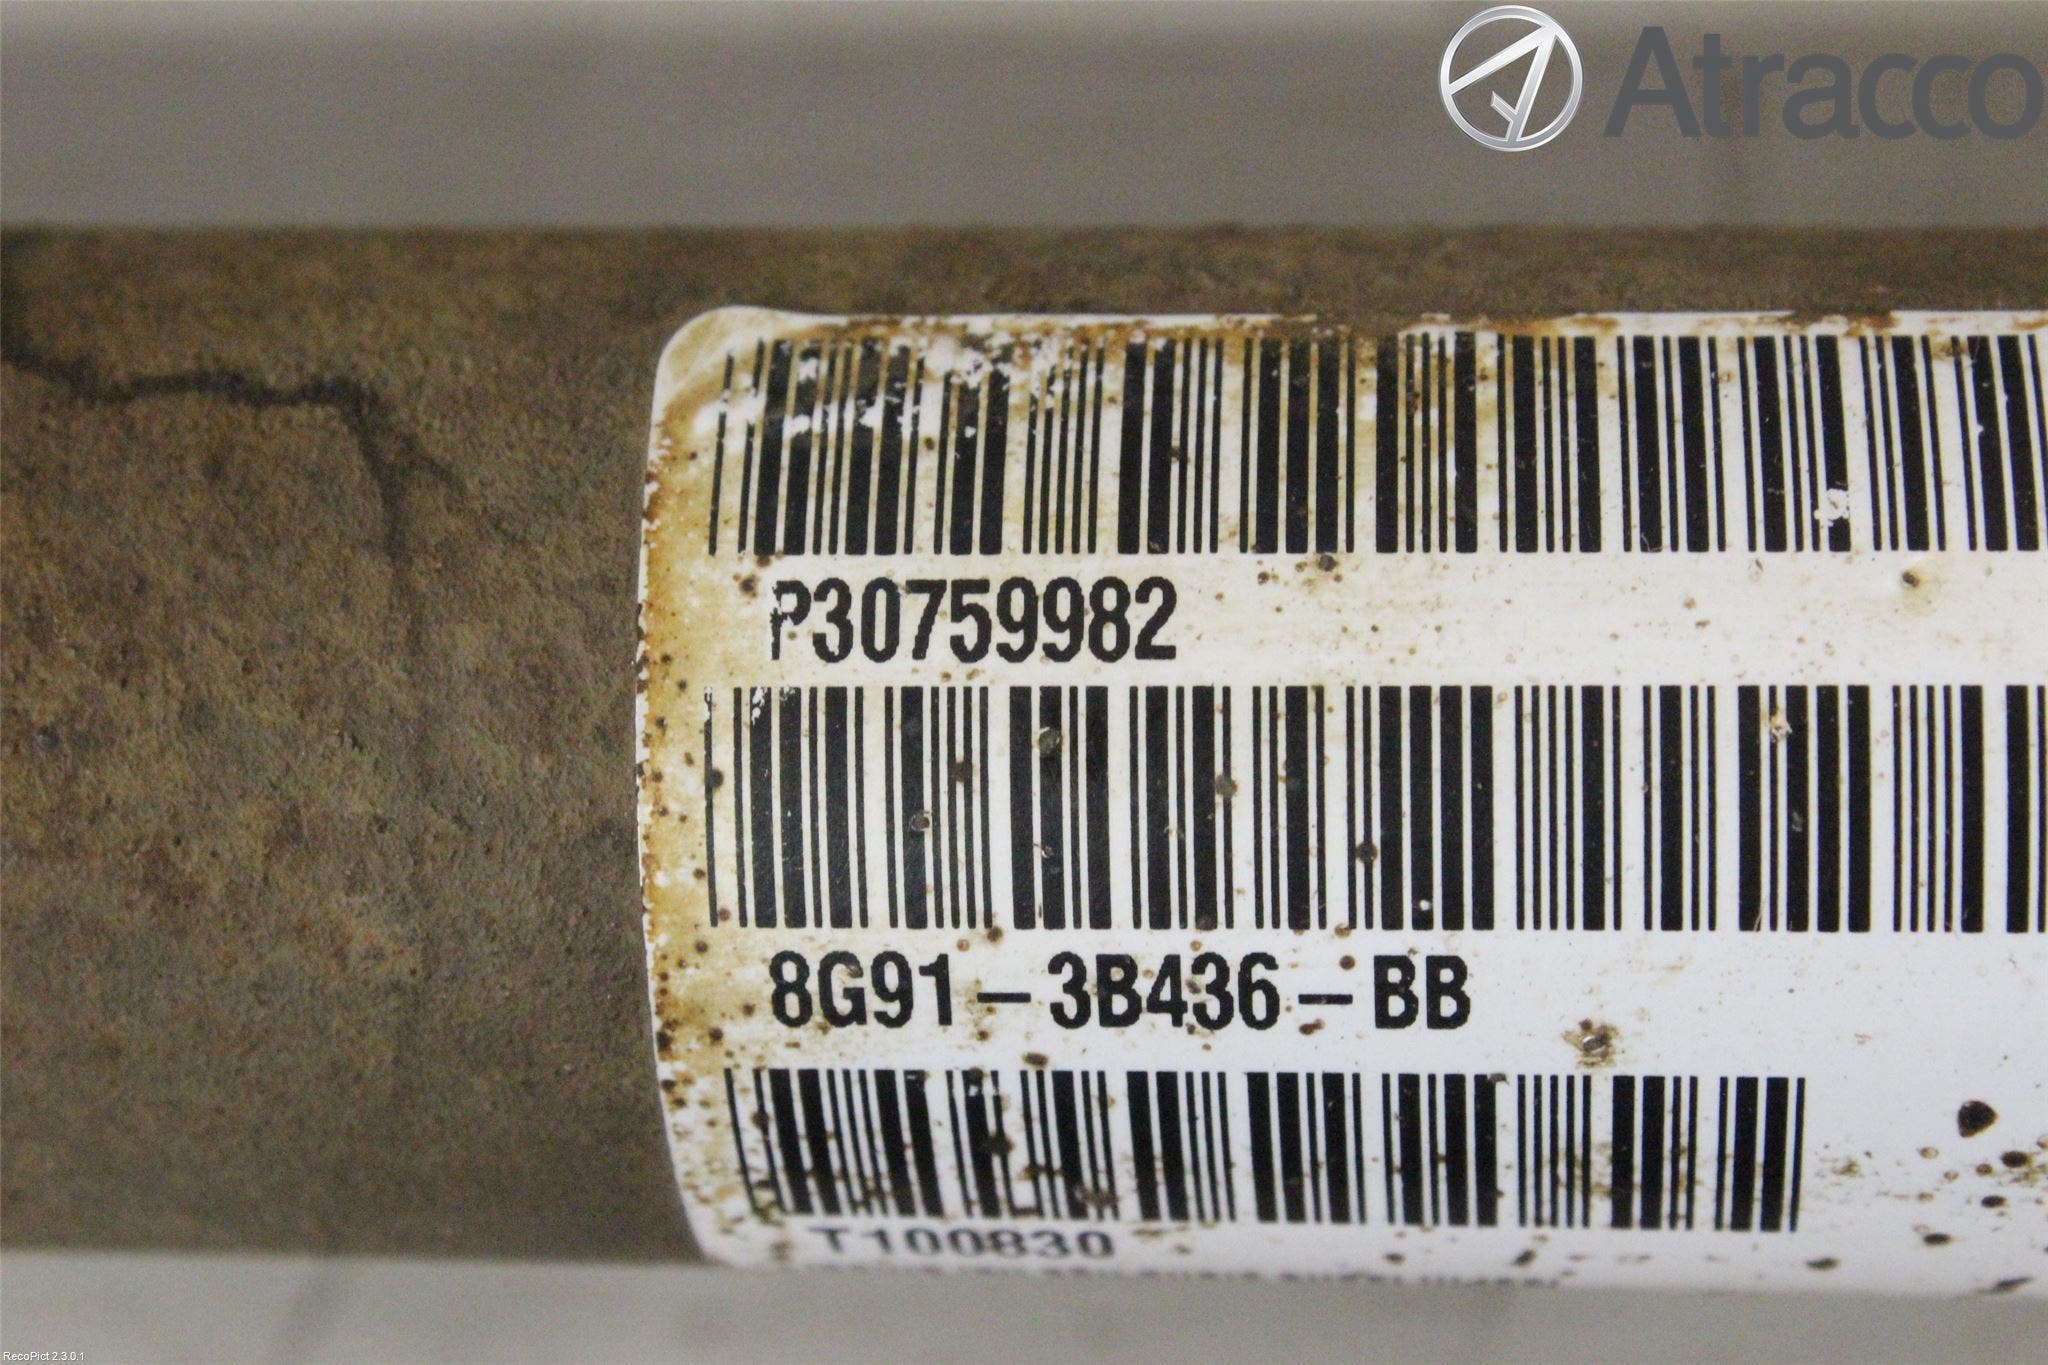 Atracco
P30759982
8G91-3B436-BB
T100830
RecoPict 2.3.0.1